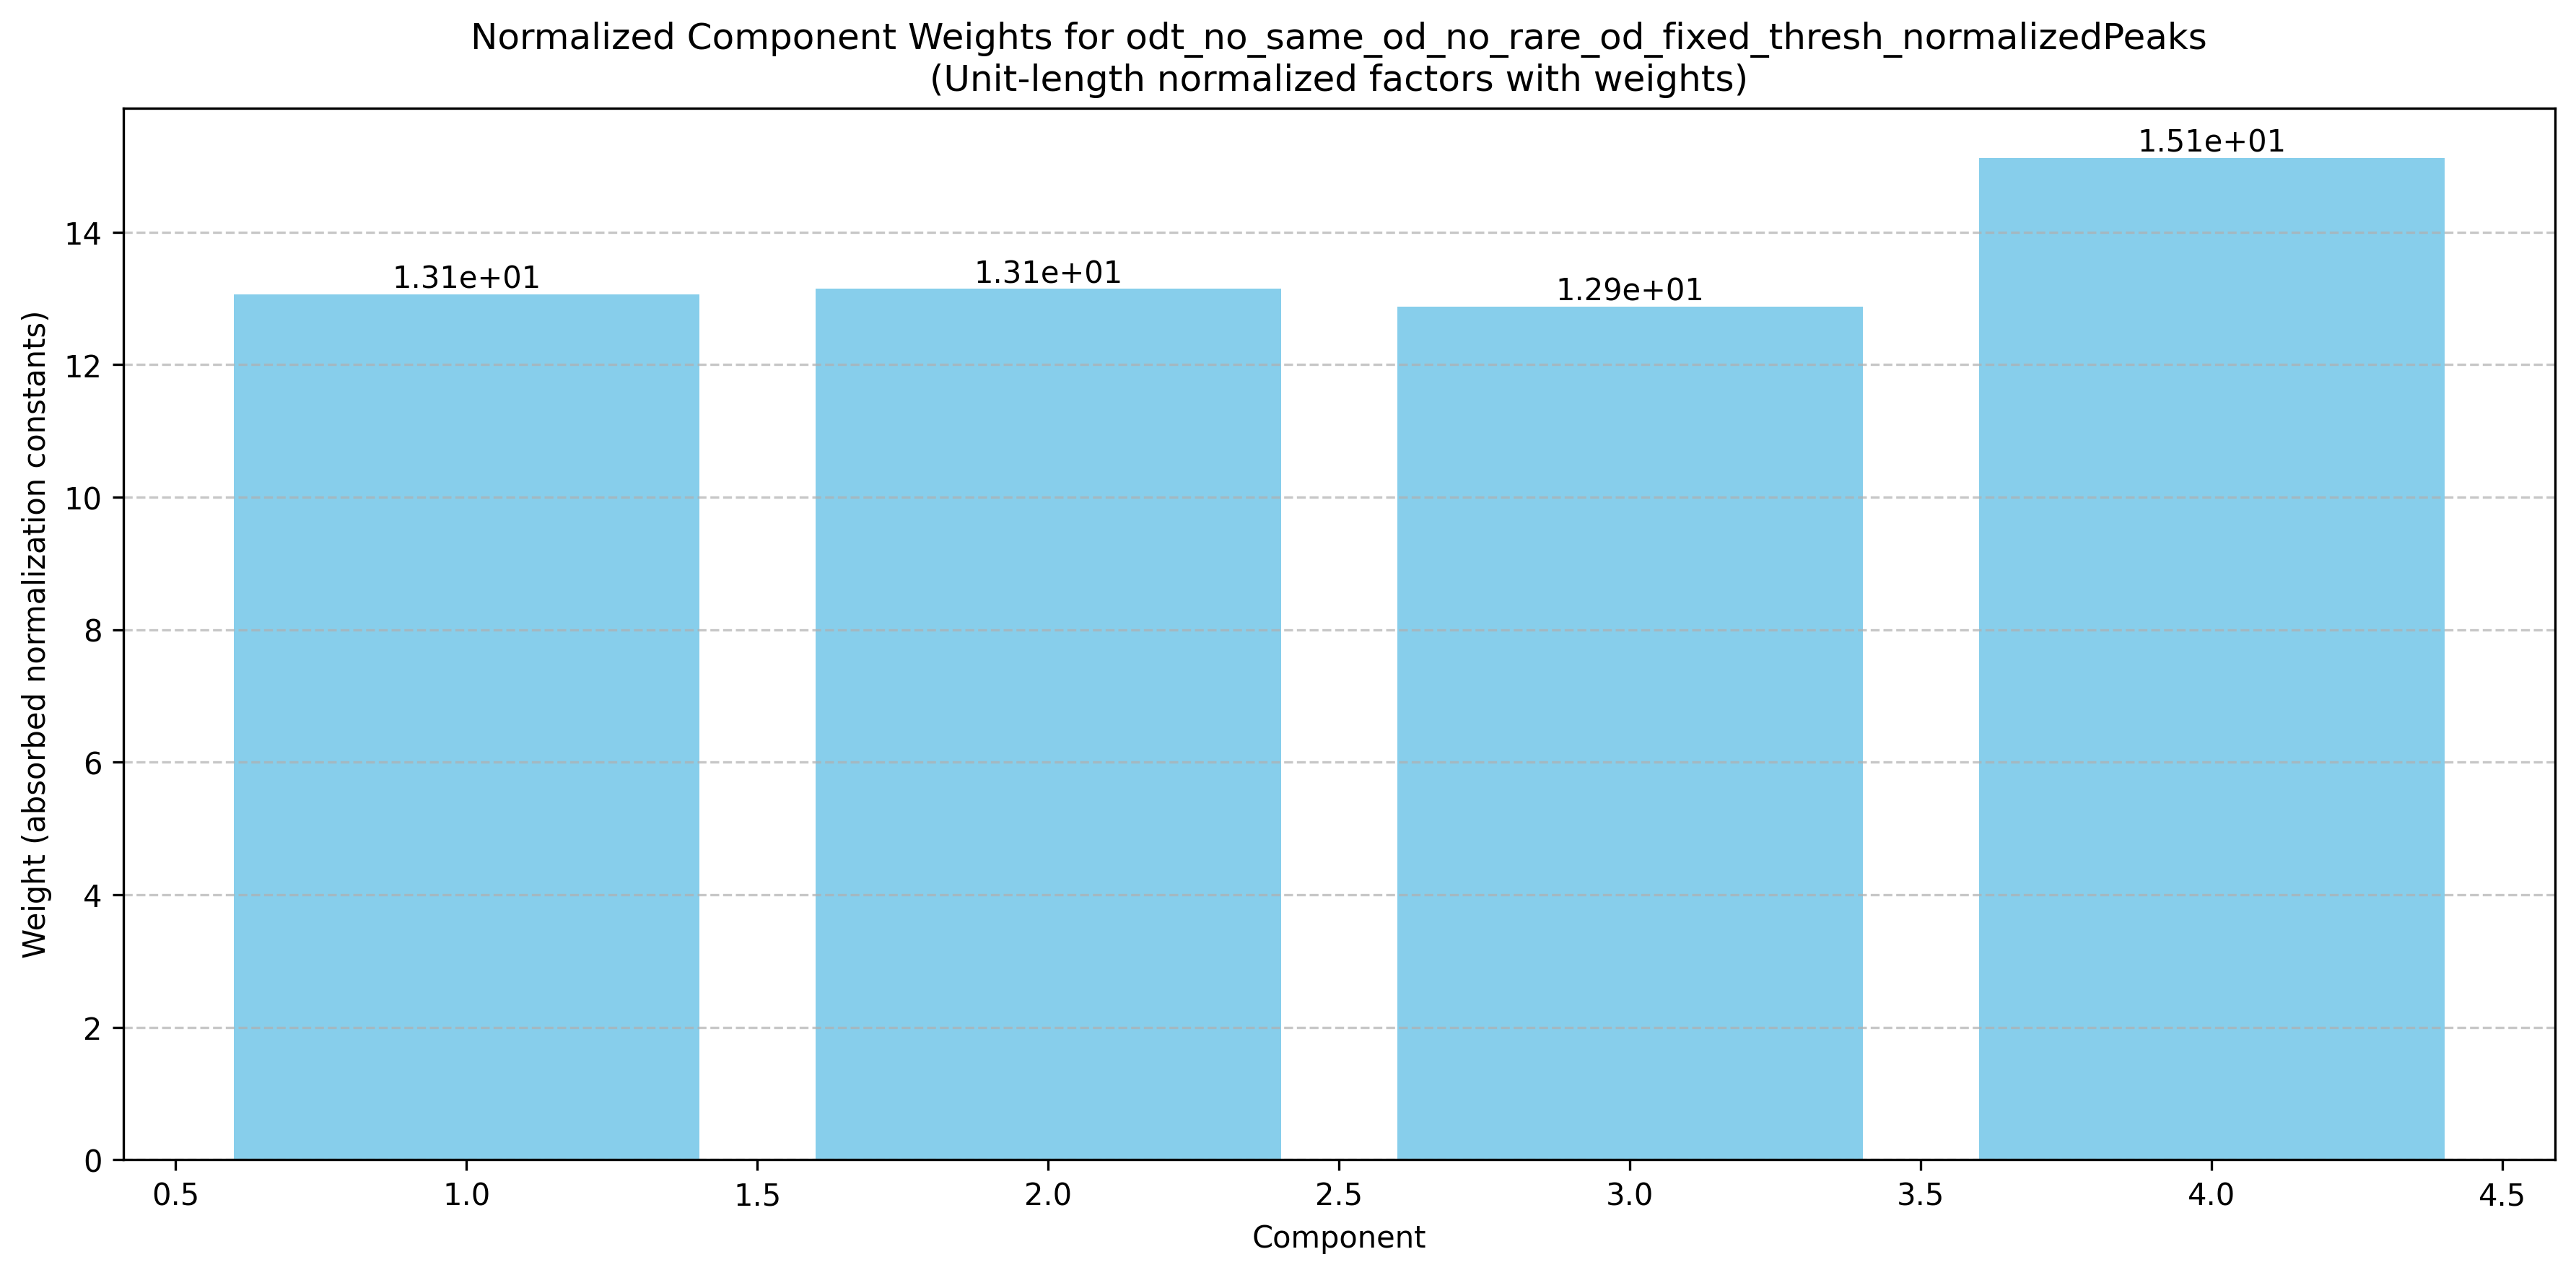 Normalized Component Weights for odt_no_same_od_no_rare_od_fixed_thresh_normalizedPeaks
(Unit-length normalized factors with weights)
Weight (absorbed normalization constants)
14
12
10
8
6
4
2
0
1.31e+01
1.31e+01
1.29e+01
1.51e+01
0.5 1.0 1.5 2.0 2.5 3.0 3.5 4.0 4.5
Component